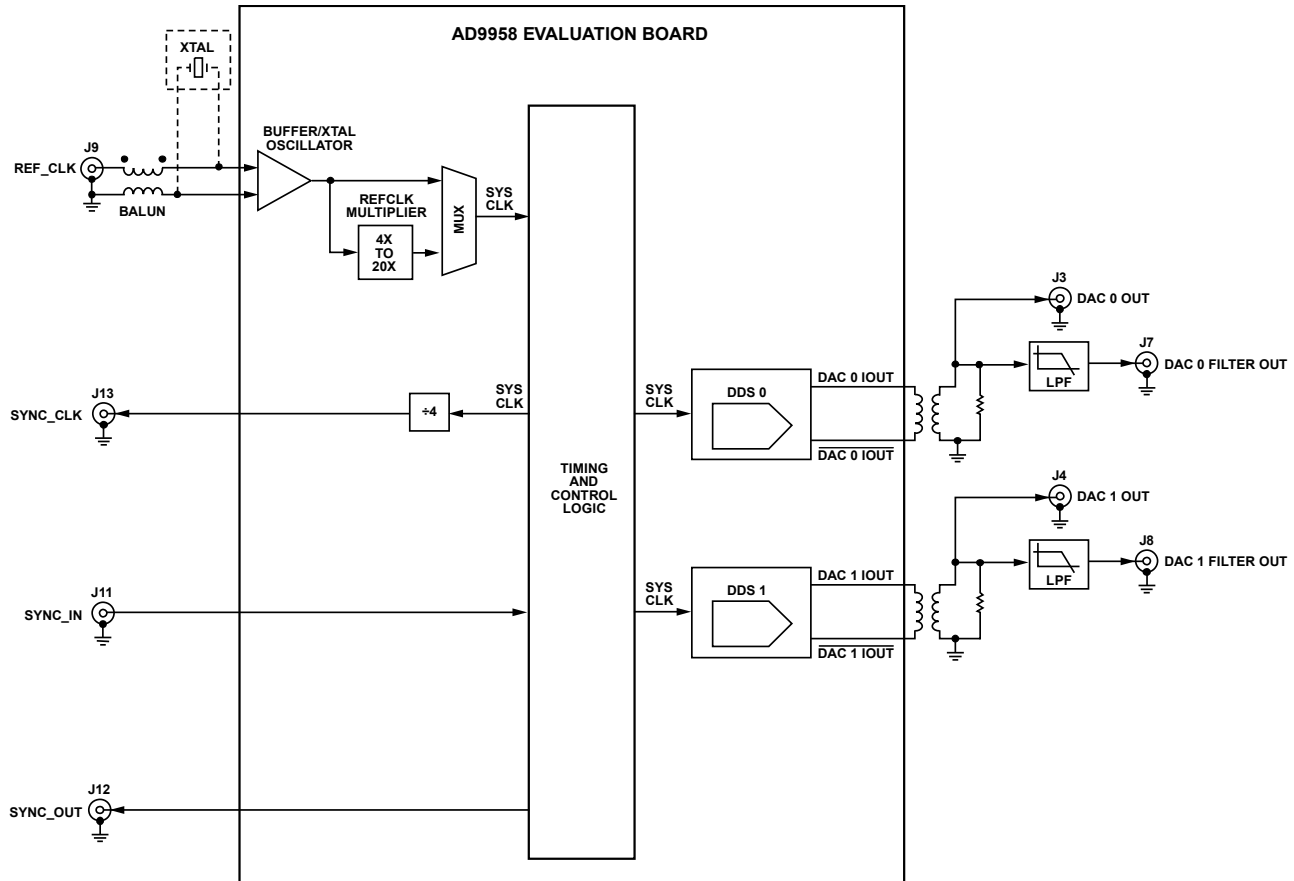 AD9958 EVALUATION BOARD
XTAL
J9
REF_CLK
BALUN
BUFFER/XTAL
OSCILLATOR
REFCLK
MULTIPLIER
4X
TO
20X
MUX
SYS
CLK
J13
SYNC_CLK
÷4
SYS
CLK
TIMING
AND
CONTROL
LOGIC
SYS
CLK
DDS 0
DAC 0 IOUT
DAC 0 IOUT
J3
DAC 0 OUT
LPF
J7
DAC 0 FILTER OUT
J11
SYNC_IN
SYS
CLK
DDS 1
DAC 1 IOUT
DAC 1 IOUT
J4
DAC 1 OUT
LPF
J8
DAC 1 FILTER OUT
J12
SYNC_OUT